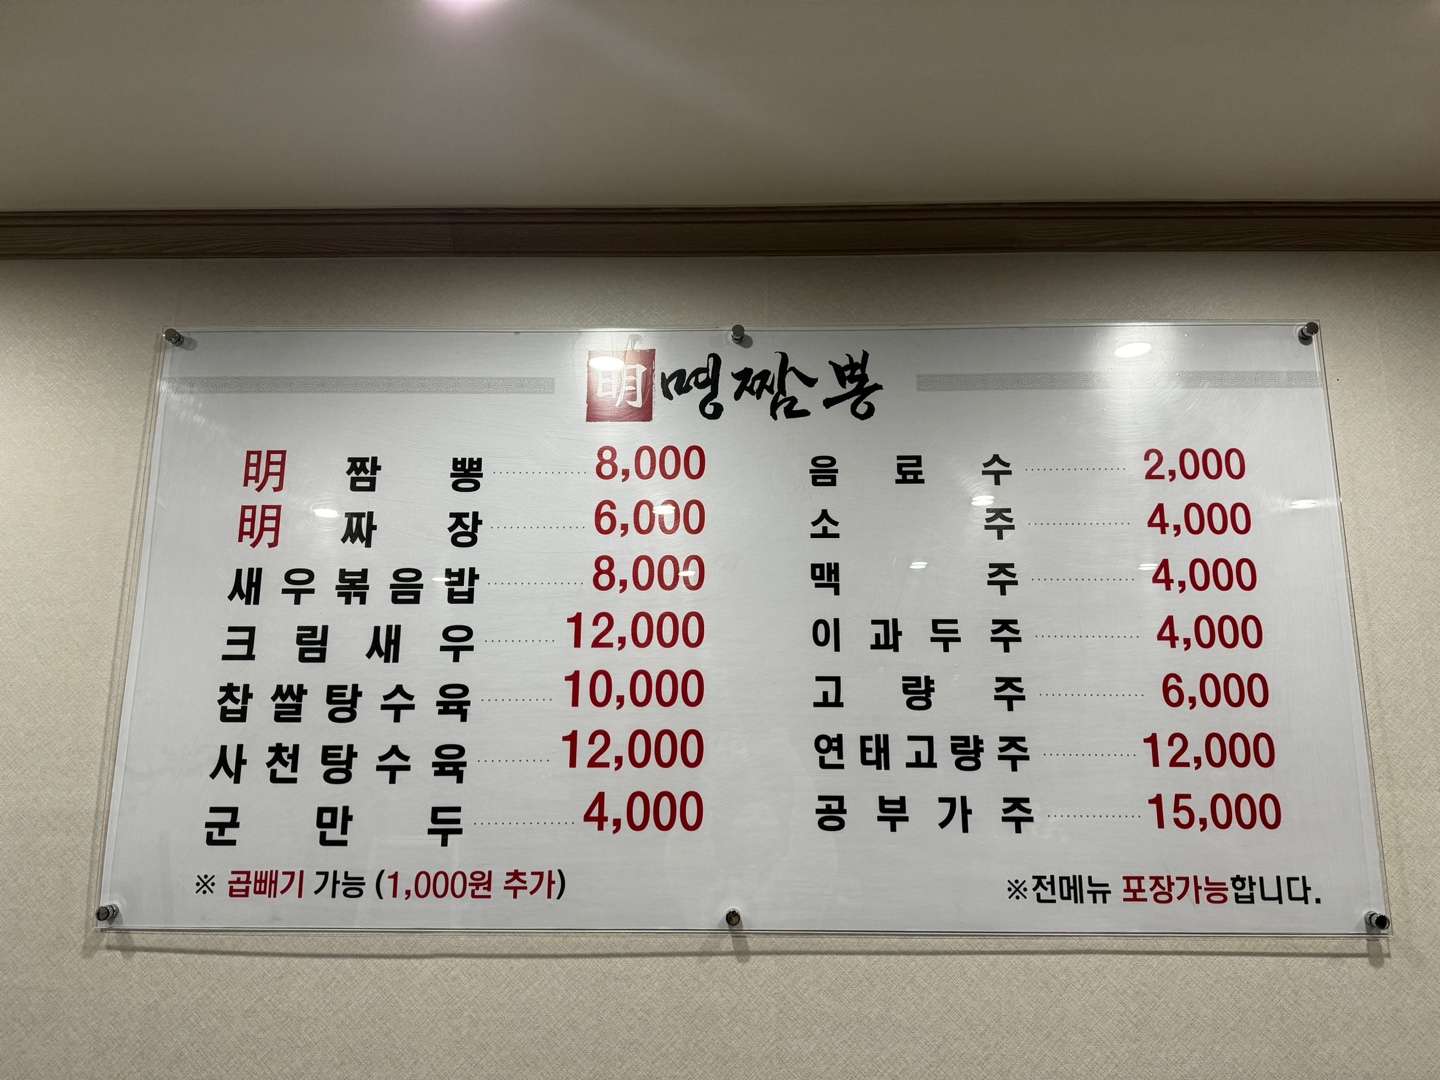 明 명짬뽕
明짬뽕 8,000
明짜장 6,000
새우볶음밥 8,000
크림새우 12,000
찹쌀탕수육 10,000
사천탕수육 12,000
군만두 4,000
※ 곱빼기 가능 (1,000원 추가)
음료수 2,000
소주 4,000
맥주 4,000
이과두주 4,000
고량주 6,000
연태고량주 12,000
공부가주 15,000
※전메뉴 포장가능합니다.